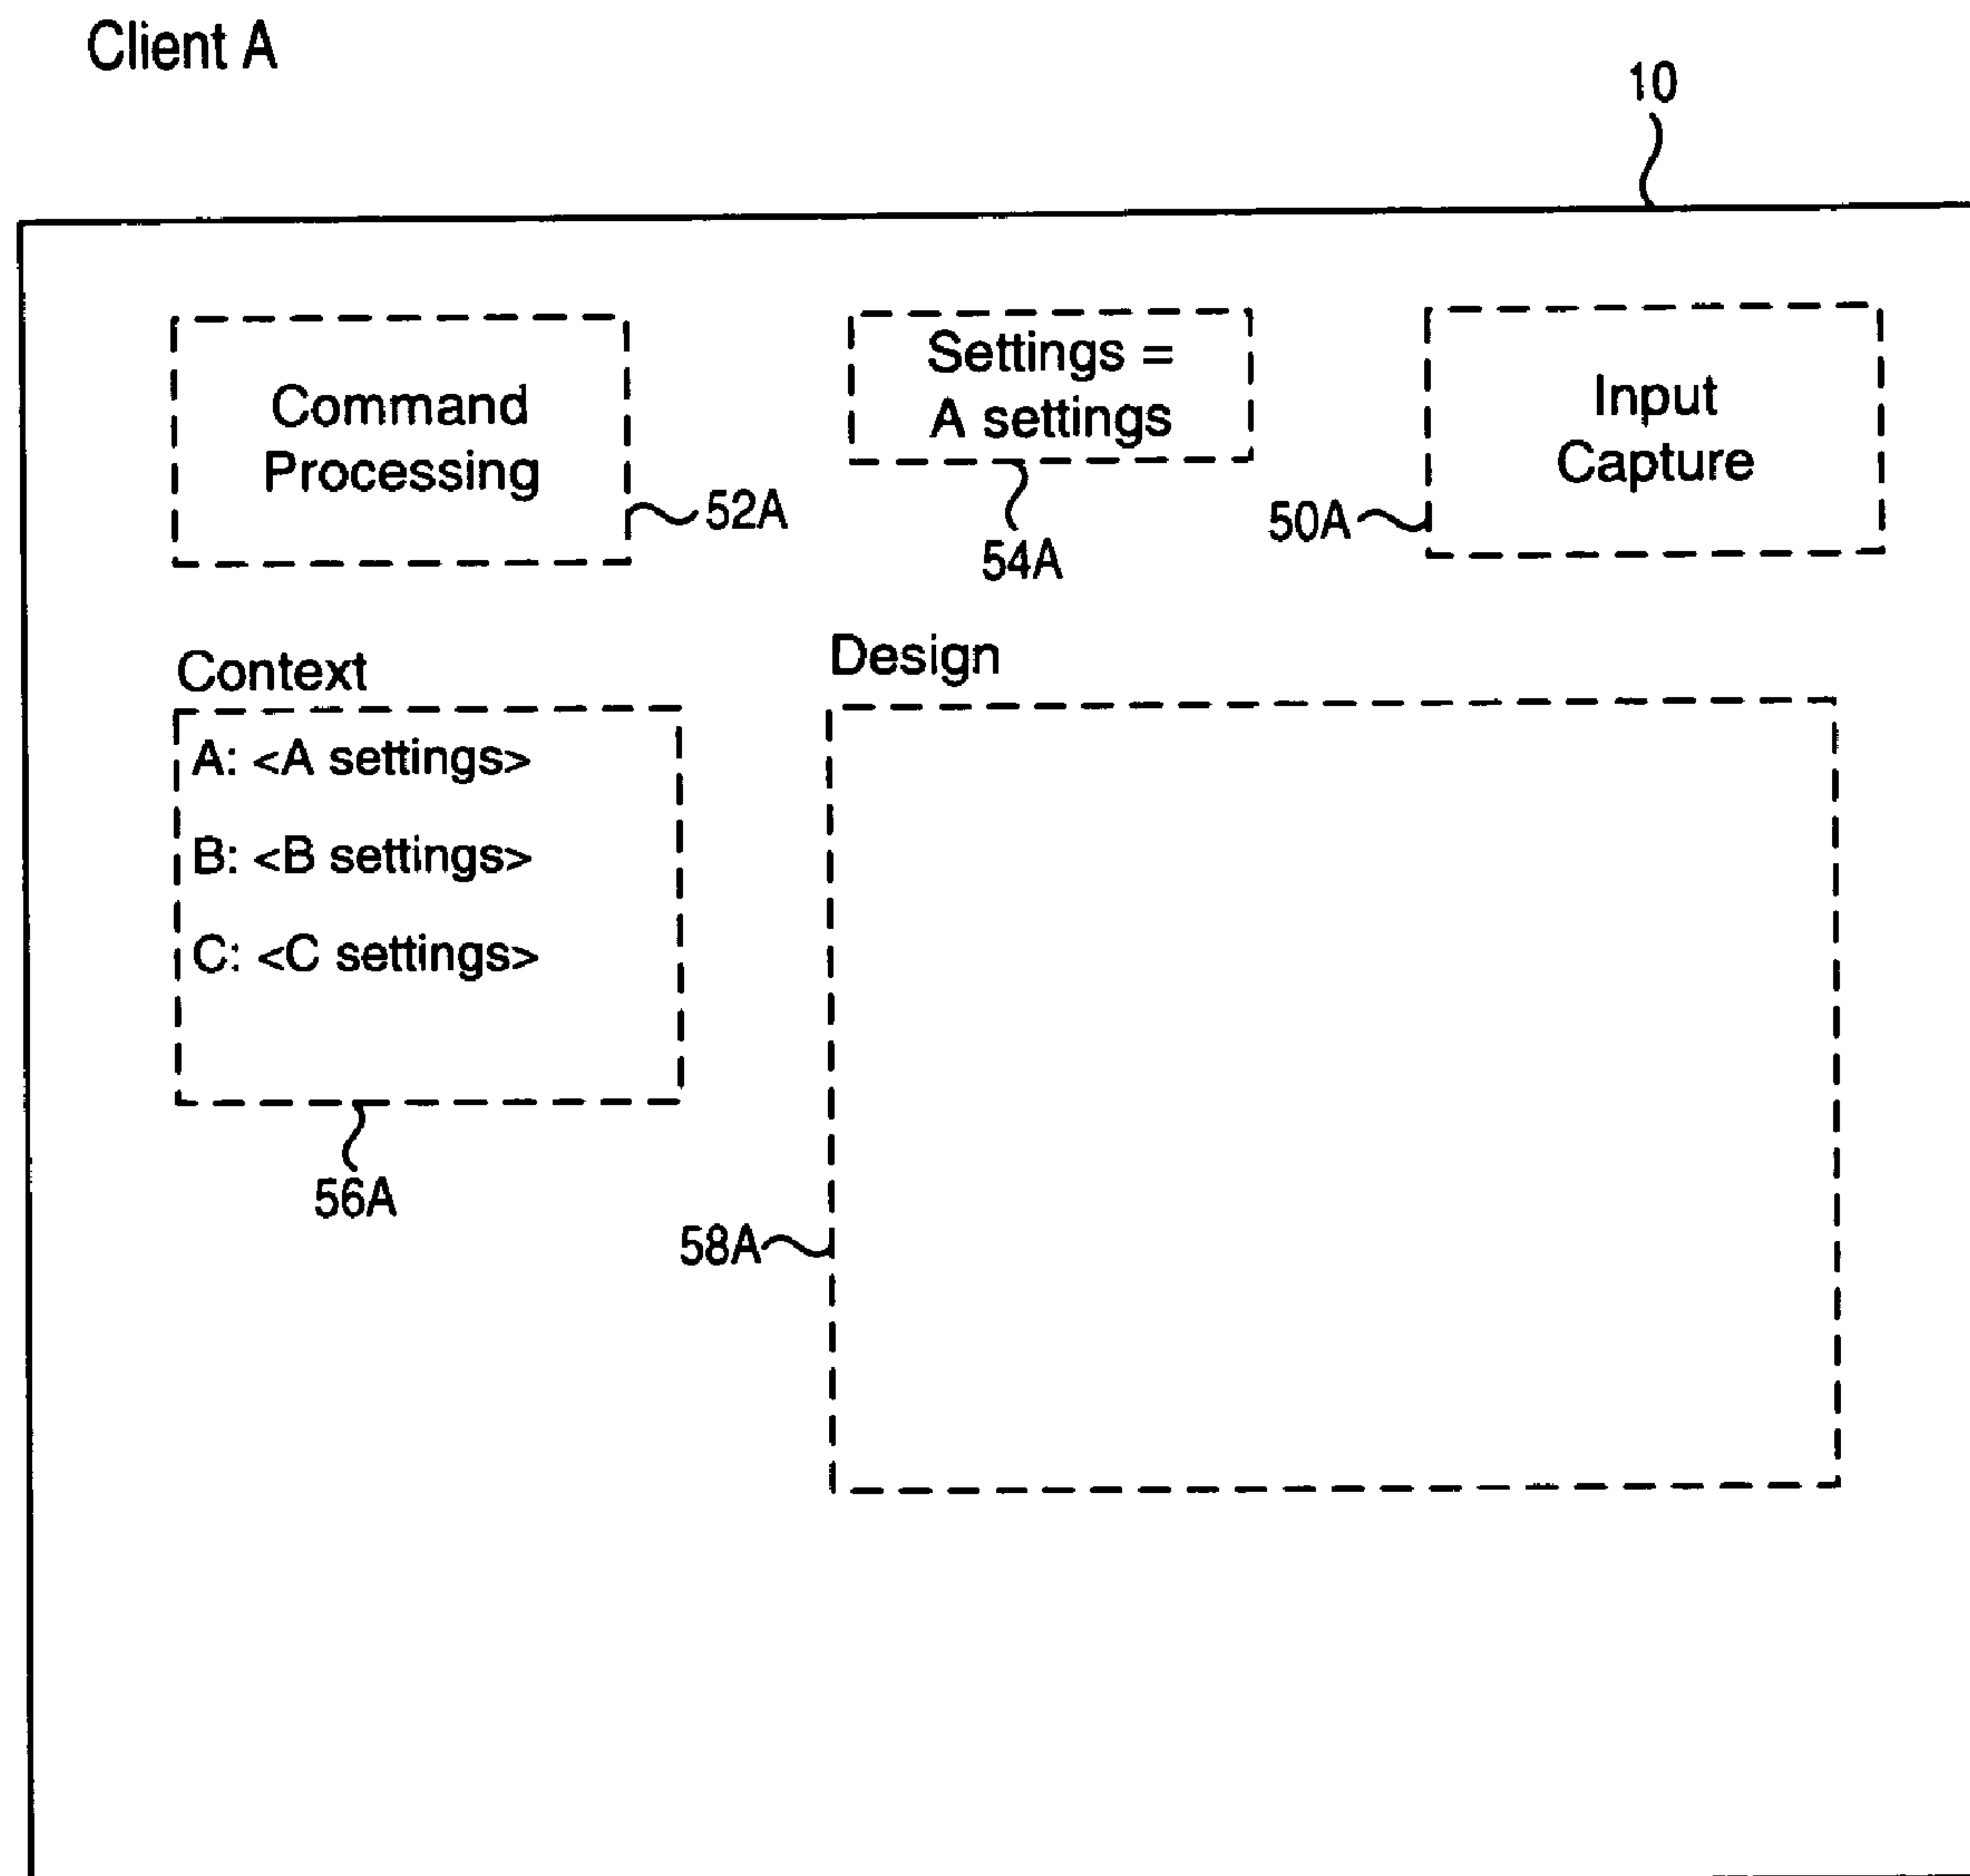 Client A
10
Command
Processing
52A
Settings =
A settings
54A
Input
Capture
50A
Context
A: <A settings>
B: <B settings>
C: <C settings>
56A
Design
58A